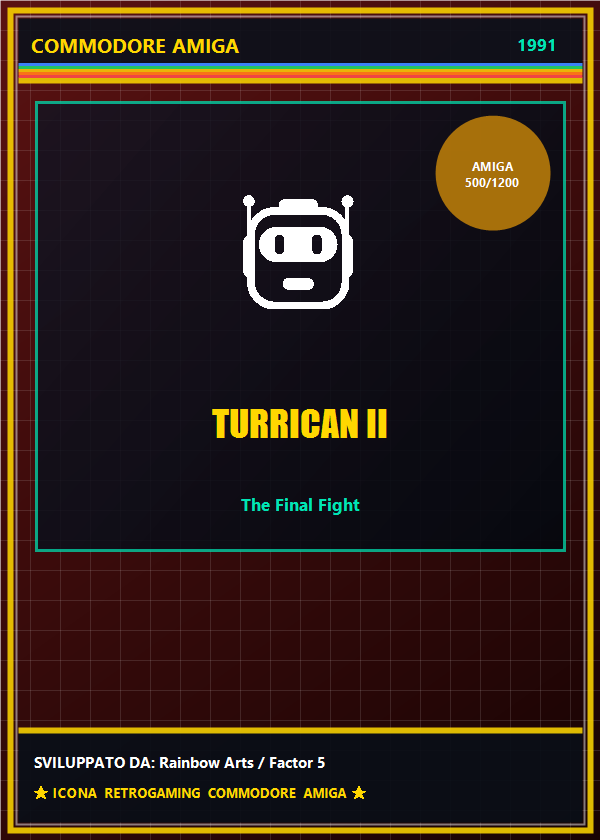 COMMODORE AMIGA
1991
AMIGA
500/1200
TURRICAN II
The Final Fight
SVILUPPATO DA: Rainbow Arts / Factor 5
⭐ ICONA RETROGAMING COMMODORE AMIGA ⭐